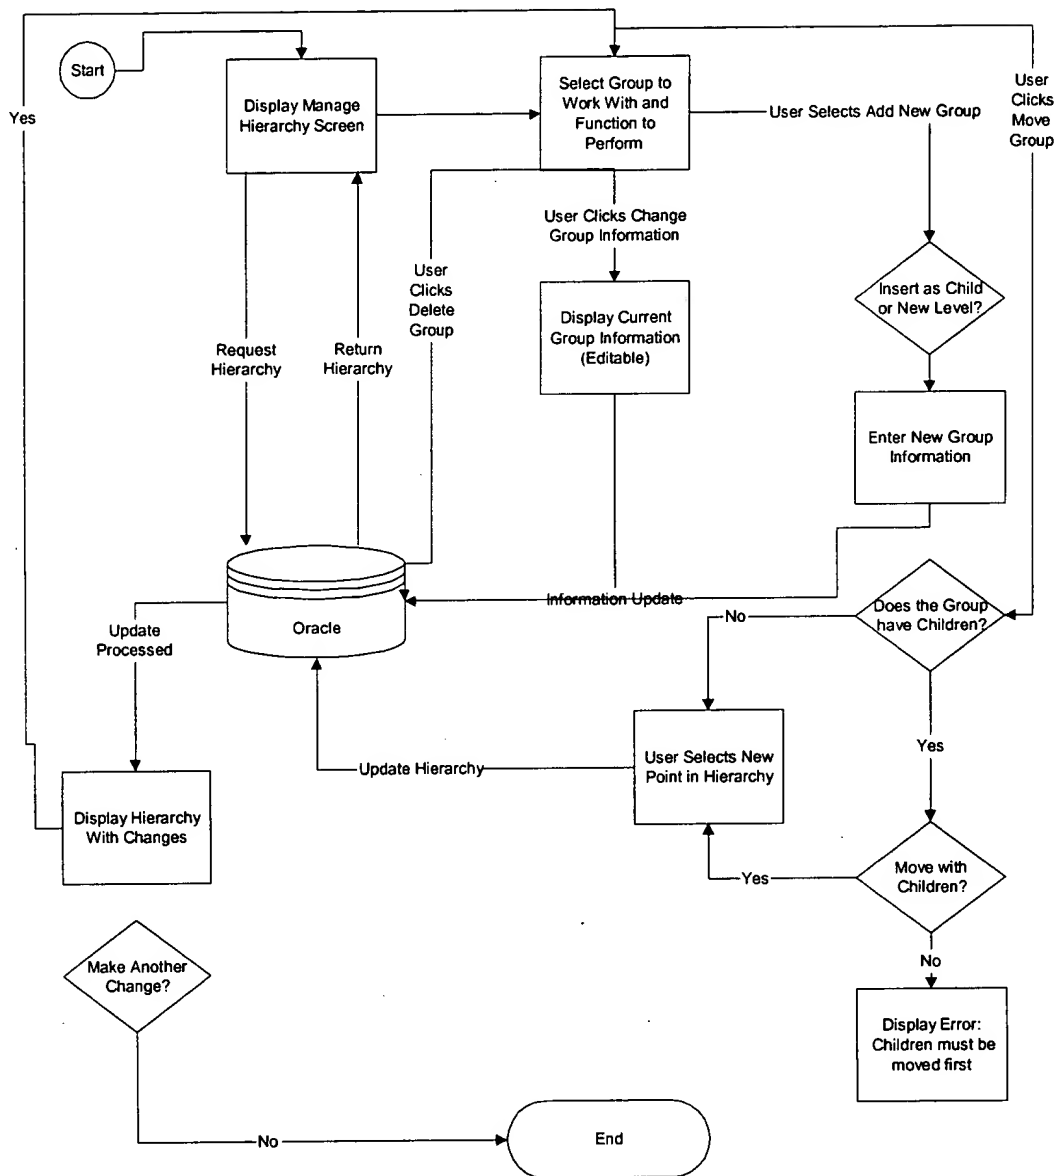 Start
Yes
Display Manage
Hierarchy Screen
Select Group to
Work With and
Function to
Perform
User Selects Add New Group
User
Clicks
Move
Group
User Clicks Change
Group Information
User
Clicks
Delete
Group
Insert as Child
or New Level?
Display Current
Group Information
(Editable)
Request
Hierarchy
Return
Hierarchy
Enter New Group
Information
Information Update
Oracle
Does the Group
have Children?
No
Update
Processed
Yes
User Selects New
Point in Hierarchy
Update Hierarchy
Display Hierarchy
With Changes
Move with
Children?
Yes
No
Make Another
Change?
Display Error:
Children must be
moved first
No
End